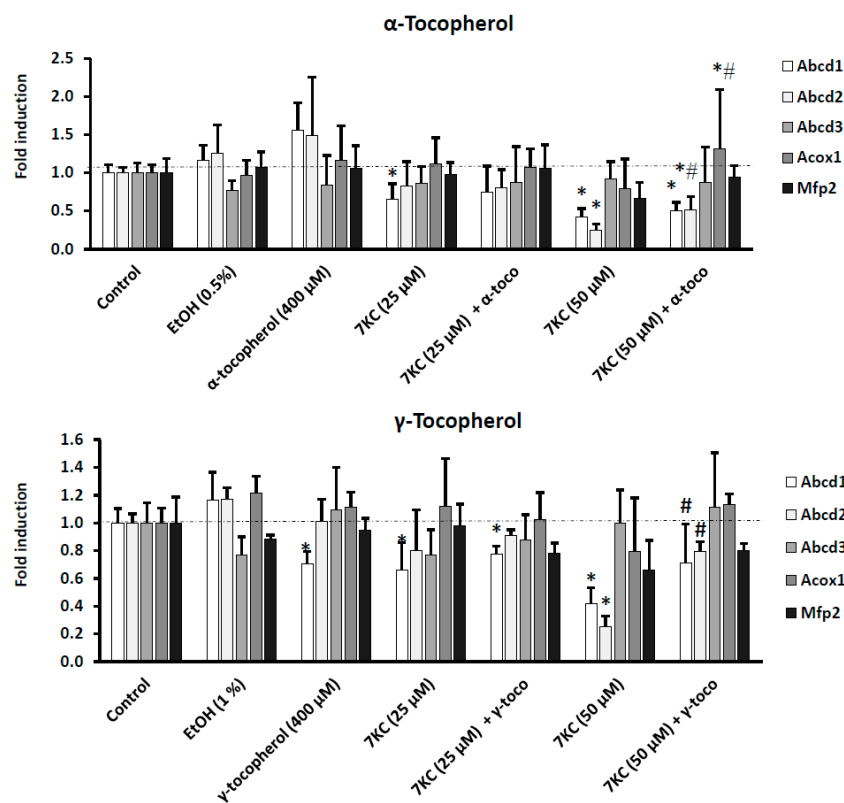 α-Tocopherol
Fold induction
2.5
2.0
1.5
1.0
0.5
0.0
*
*
*
*
*#
*#
Abcd1
Abcd2
Abcd3
Acox1
Mfp2
Control
EtOH (0.5%)
α-tocopherol (400 µM)
7KC (25 µM)
7KC (25 µM) + α-toco
7KC (50 µM)
7KC (50 µM) + α-toco
γ-Tocopherol
Fold induction
1.6
1.4
1.2
1.0
0.8
0.6
0.4
0.2
0.0
*
*
*
*
*
#
#
Abcd1
Abcd2
Abcd3
Acox1
Mfp2
Control
EtOH (1 %)
γ-tocopherol (400 µM)
7KC (25 µM)
7KC (25 µM) + γ-toco
7KC (50 µM)
7KC (50 µM) + γ-toco